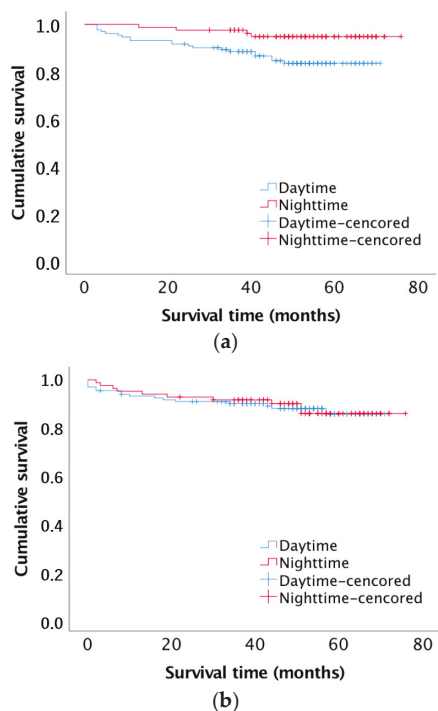 1.0
0.8
0.6
0.4
0.2
0.0
Cumulative survival
Daytime
Nighttime
Daytime-cencored
Nighttime-cencored
0 20 40 60 80
Survival time (months)
(a)
1.0
0.8
0.6
0.4
0.2
0.0
Cumulative survival
Daytime
Nighttime
Daytime-cencored
Nighttime-cencored
0 20 40 60 80
Survival time (months)
(b)